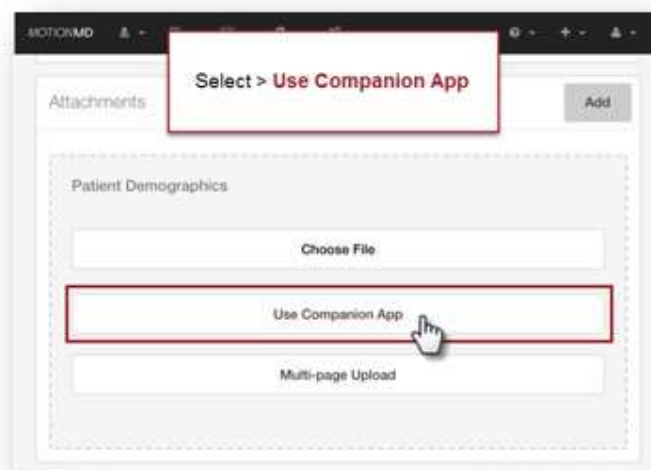 MOTIONMD
Select > Use Companion App
Attachments
Add
Patient Demographics
Choose File
Use Companion App
Multi-page Upload